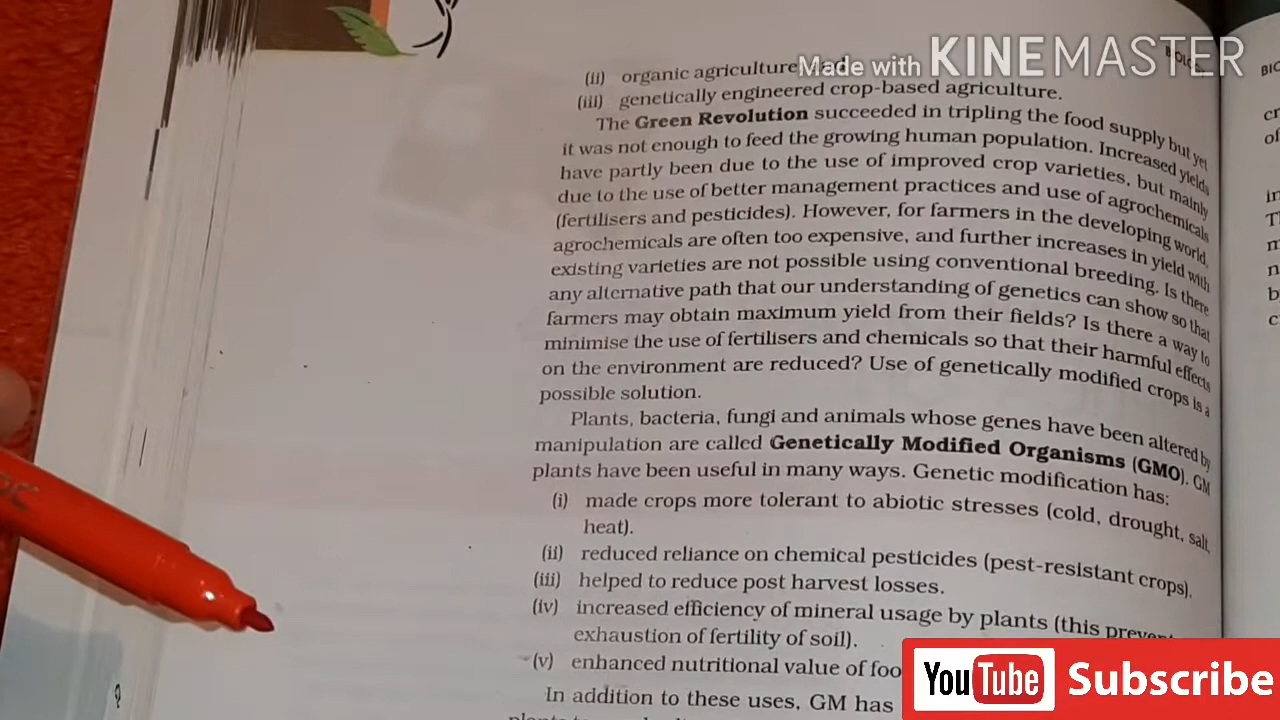 BIOLO
Made with KINEMASTER
(ii) organic agriculture
(iii) genetically engineered crop-based agriculture.
The Green Revolution succeeded in tripling the food supply but yet
it was not enough to feed the growing human population. Increased yields
have partly been due to the use of improved crop varieties, but mainly
due to the use of better management practices and use of agrochemicals
(fertilisers and pesticides). However, for farmers in the developing world,
agrochemicals are often too expensive, and further increases in yield with
existing varieties are not possible using conventional breeding. Is there
any alternative path that our understanding of genetics can show so that
farmers may obtain maximum yield from their fields? Is there a way to
minimise the use of fertilisers and chemicals so that their harmful effects
on the environment are reduced? Use of genetically modified crops is a
possible solution.
Plants, bacteria, fungi and animals whose genes have been altered by
manipulation are called Genetically Modified Organisms (GMO). GM
plants have been useful in many ways. Genetic modification has:
(i) made crops more tolerant to abiotic stresses (cold, drought, salt,
heat).
(ii) reduced reliance on chemical pesticides (pest-resistant crops).
(iii) helped to reduce post harvest losses.
(iv) increased efficiency of mineral usage by plants (this preven
exhaustion of fertility of soil).
(v) enhanced nutritional value of foo
In addition to these uses, GM has
YouTube Subscribe